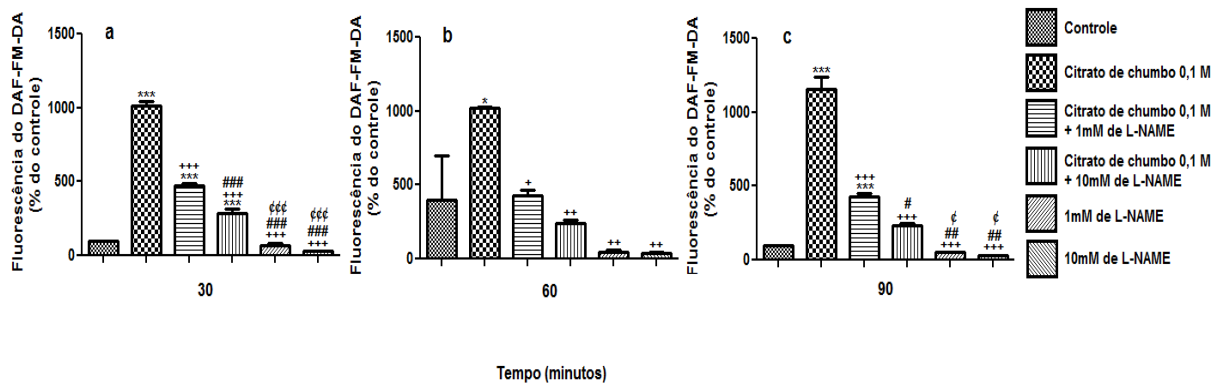 Fluorescência do DAF-FM-DA
(% do controle)
a
1500
1000
500
0
***
+++
***
###
+++
***
¢¢¢
###
+++
¢¢¢
###
+++
30
Fluorescência do DAF-FM-DA
(% do controle)
b
1500
1000
500
0
*
+
++
++
++
60
Fluorescência do DAF-FM-DA
(% do controle)
c
1500
1000
500
0
***
+++
***
#
+++
¢
##
+++
¢
##
+++
90
Tempo (minutos)
Controle
Citrato de chumbo 0,1 M
Citrato de chumbo 0,1 M
+ 1mM de L-NAME
Citrato de chumbo 0,1 M
+ 10mM de L-NAME
1mM de L-NAME
10mM de L-NAME